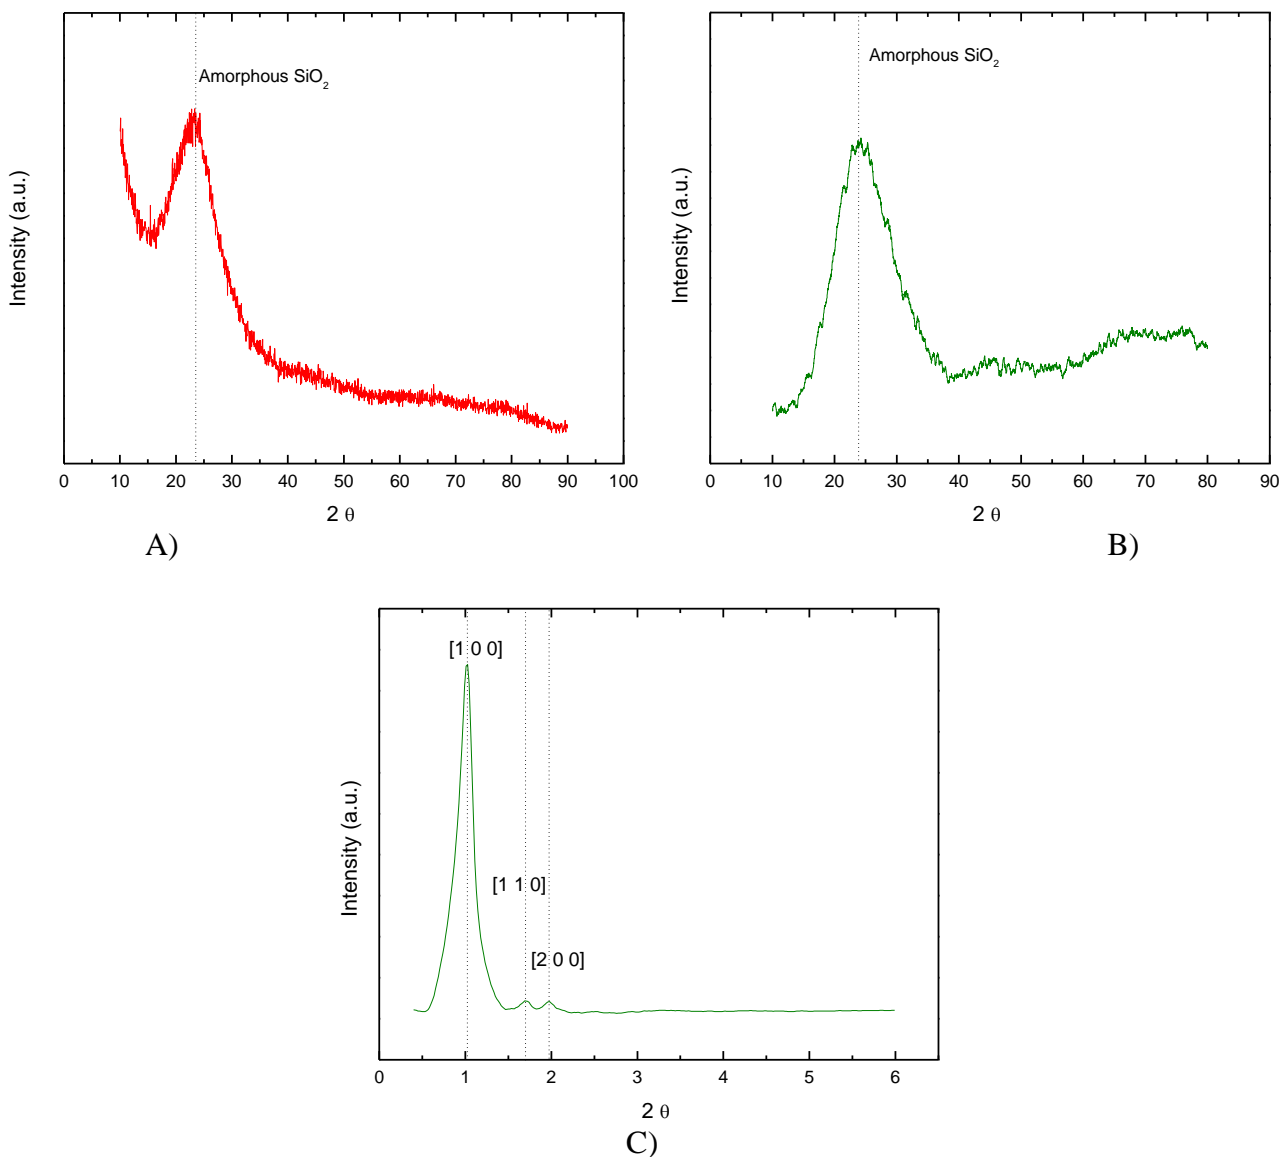 Amorphous SiO₂
Intensity (a.u.)
0 10 20 30 40 50 60 70 80 90 100
2 θ
A)
Amorphous SiO₂
Intensity (a.u.)
0 10 20 30 40 50 60 70 80 90
2 θ
B)
[1 0 0]
[1 1 0]
[2 0 0]
Intensity (a.u.)
0 1 2 3 4 5 6
2 θ
C)